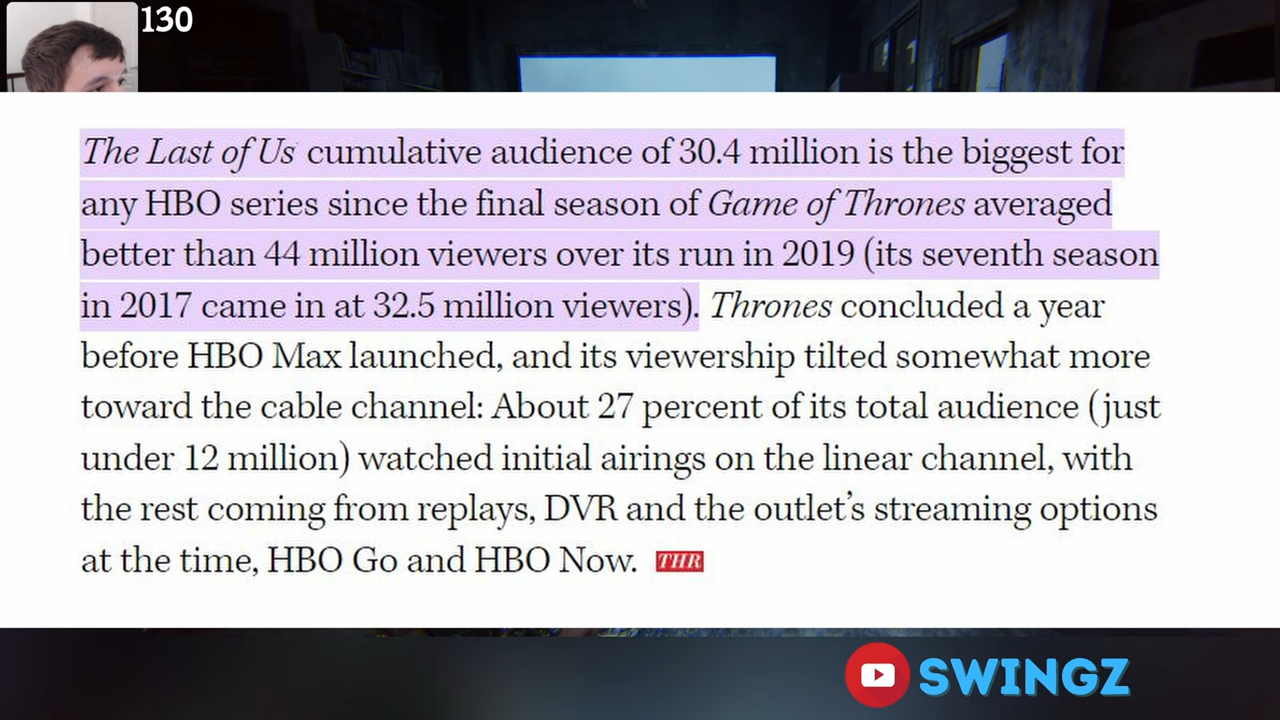 130
The Last of Us cumulative audience of 30.4 million is the biggest for
any HBO series since the final season of Game of Thrones averaged
better than 44 million viewers over its run in 2019 (its seventh season
in 2017 came in at 32.5 million viewers). Thrones concluded a year
before HBO Max launched, and its viewership tilted somewhat more
toward the cable channel: About 27 percent of its total audience (just
under 12 million) watched initial airings on the linear channel, with
the rest coming from replays, DVR and the outlet’s streaming options
at the time, HBO Go and HBO Now. THR
SWINGZ